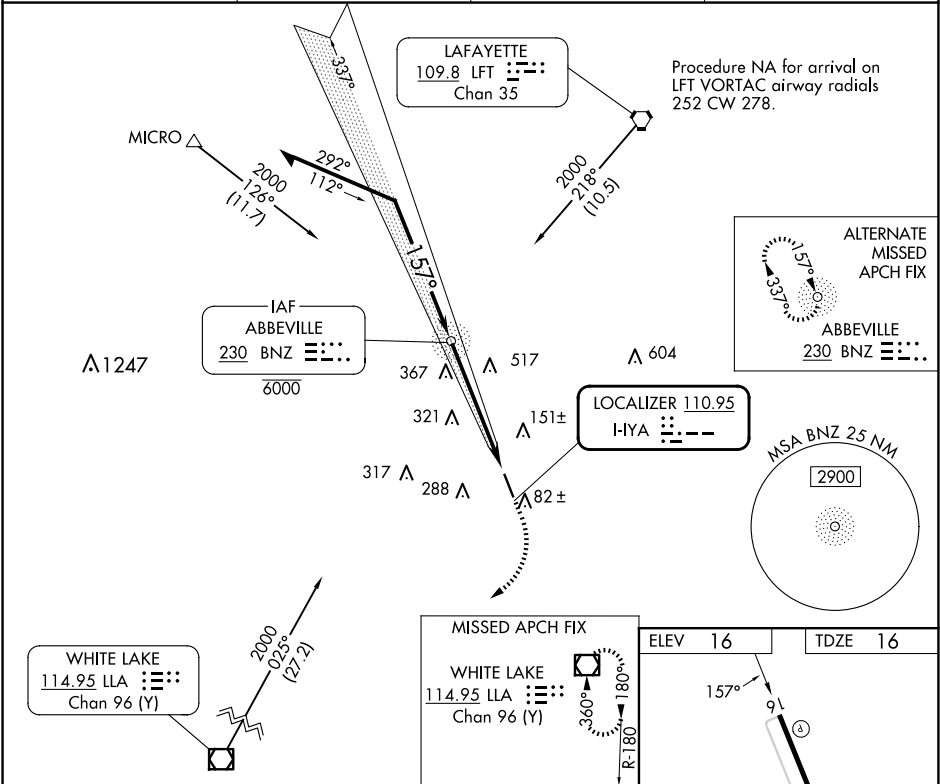 LAFAYETTE
109.8 LFT
Chan 35
Procedure NA for arrival on
LFT VORTAC airway radials
252 CW 278.
337°
MICRO
2000
126°
(11.7)
292°
112°
2000
218°
(10.5)
157°
ALTERNATE
MISSED
APCH FIX
157°
337°
ABBEVILLE
230 BNZ
IAF
ABBEVILLE
230 BNZ
6000
1247
367
517
604
321
151±
LOCALIZER 110.95
I-IYA
317
288
82±
MSA BNZ 25 NM
2900
2000
025°
(27.2)
WHITE LAKE
114.95 LLA
Chan 96 (Y)
MISSED APCH FIX
WHITE LAKE
114.95 LLA
Chan 96 (Y)
360°
180°
R-180
ELEV 16
TDZE 16
157°
16
P